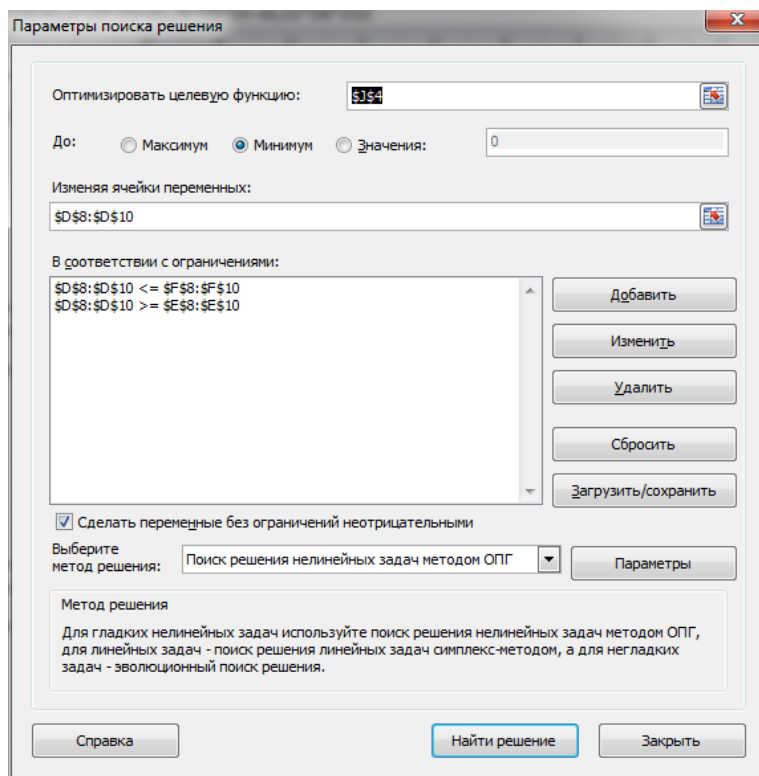 Параметры поиска решения
Оптимизировать целевую функцию: $J$4
До: Максимум Минимум Значения: 0
Изменяя ячейки переменных:
$D$8:$D$10
В соответствии с ограничениями:
$D$8:$D$10 <= $F$8:$F$10
$D$8:$D$10 >= $E$8:$E$10
Добавить
Изменить
Удалить
Сбросить
Загрузить/сохранить
Сделать переменные без ограничений неотрицательными
Выберите
метод решения:
Поиск решения нелинейных задач методом ОПГ
Параметры
Метод решения
Для гладких нелинейных задач используйте поиск решения нелинейных задач методом ОПГ,
для линейных задач - поиск решения линейных задач симплекс-методом, а для негладких
задач - эволюционный поиск решения.
Справка
Найти решение
Закрыть